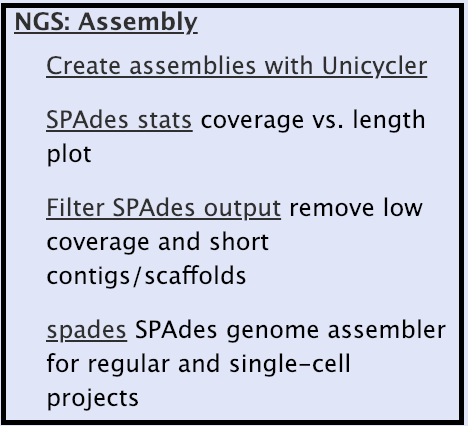 NGS: Assembly
Create assemblies with Unicycler
SPAdes stats coverage vs. length
plot
Filter SPAdes output remove low
coverage and short
contigs/scaffolds
spades SPAdes genome assembler
for regular and single-cell
projects